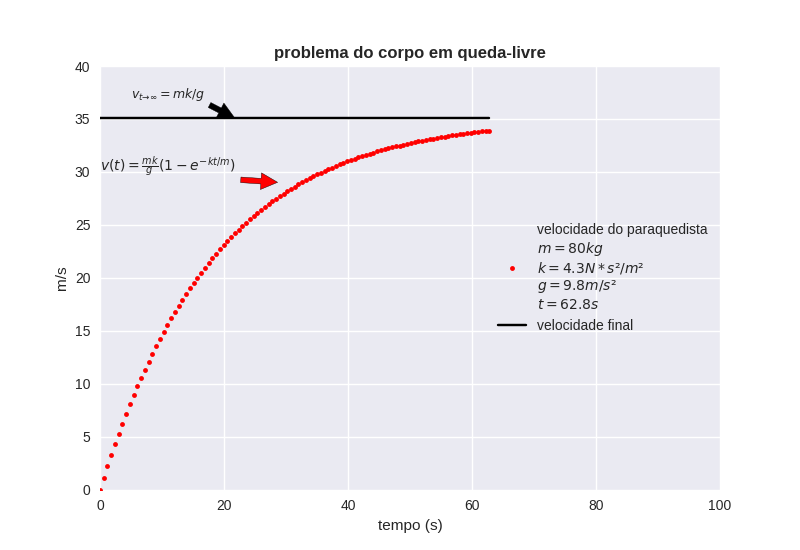 problema do corpo em queda-livre
40
35
30
25
20
15
10
5
0
m/s
v_{t→∞} = mk/g
v(t) = \frac{mk}{g}(1 − e^{−kt/m})
velocidade do paraquedista
m = 80kg
k = 4.3N * s²/m²
g = 9.8m/s²
t = 62.8s
velocidade final
0 20 40 60 80 100
tempo (s)